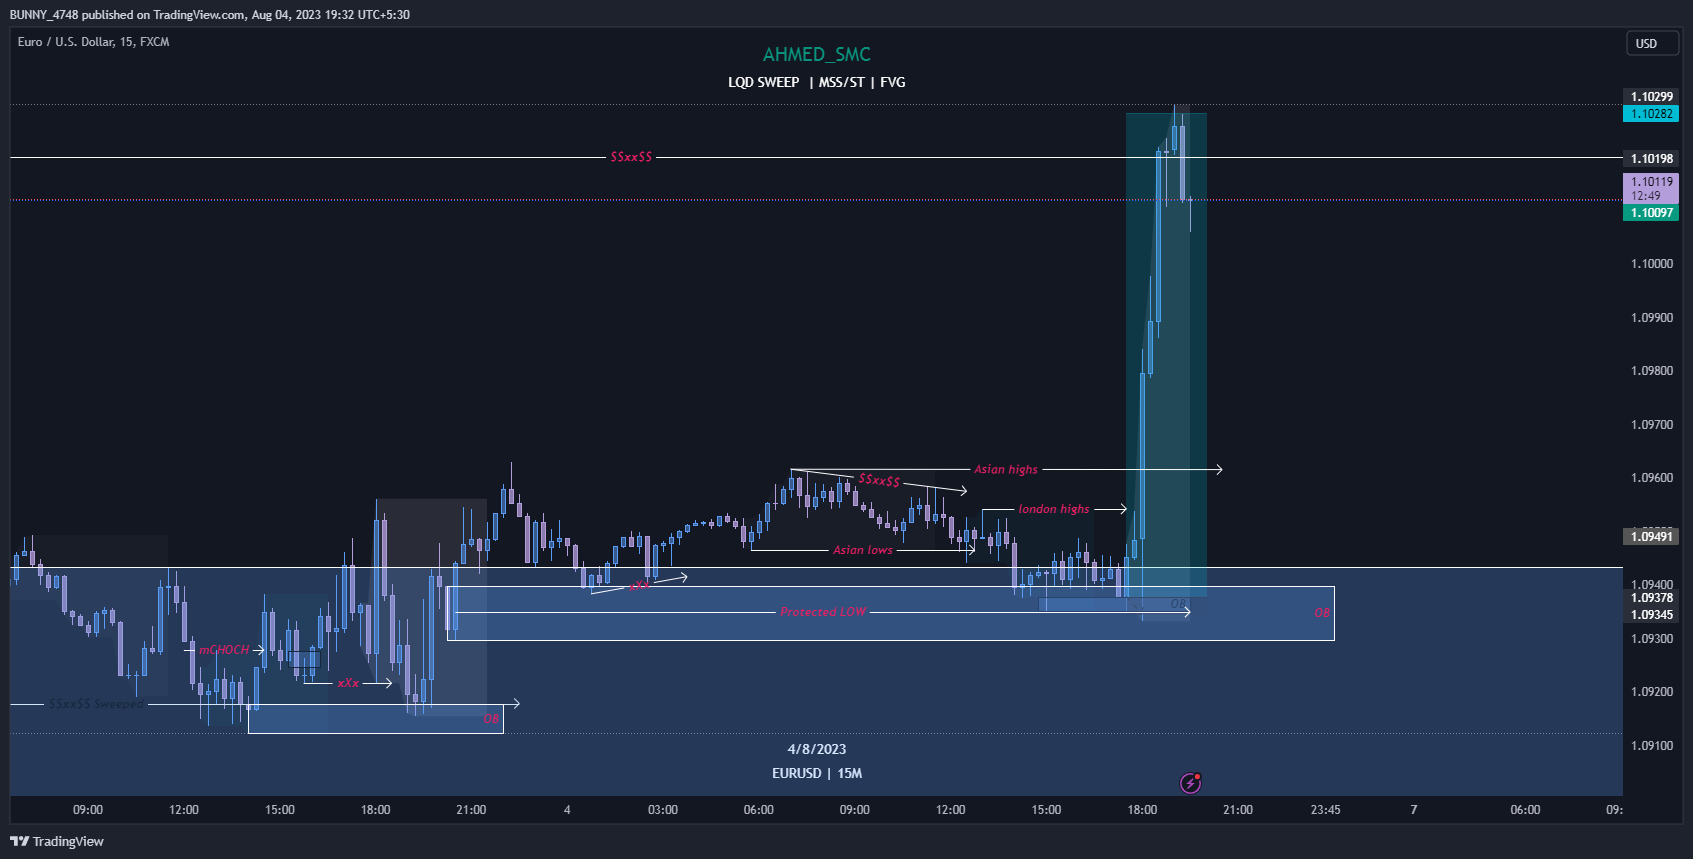 BUNNY_4748 published on TradingView.com, Aug 04, 2023 19:32 UTC+5:30
Euro / U.S. Dollar, 15, FXCM
USD
AHMED_SMC
LQD SWEEP | MSS/ST | FVG
1.10299
1.10282
$$xx$$
1.10198
1.10119
12:49
1.10097
1.10000
1.09900
1.09800
1.09700
1.09600
Asian highs
$$xx$$
london highs
1.09491
Asian lows
xXx
1.09400
1.09378
OB
Protected LOW
OB
1.09345
1.09300
mCHOCH
xXx
1.09200
$$xx$$ Sweeped
OB
1.09100
4/8/2023
EURUSD | 15M
09:00 12:00 15:00 18:00 21:00 4 03:00 06:00 09:00 12:00 15:00 18:00 21:00 23:45 7 06:00 09:
TradingView